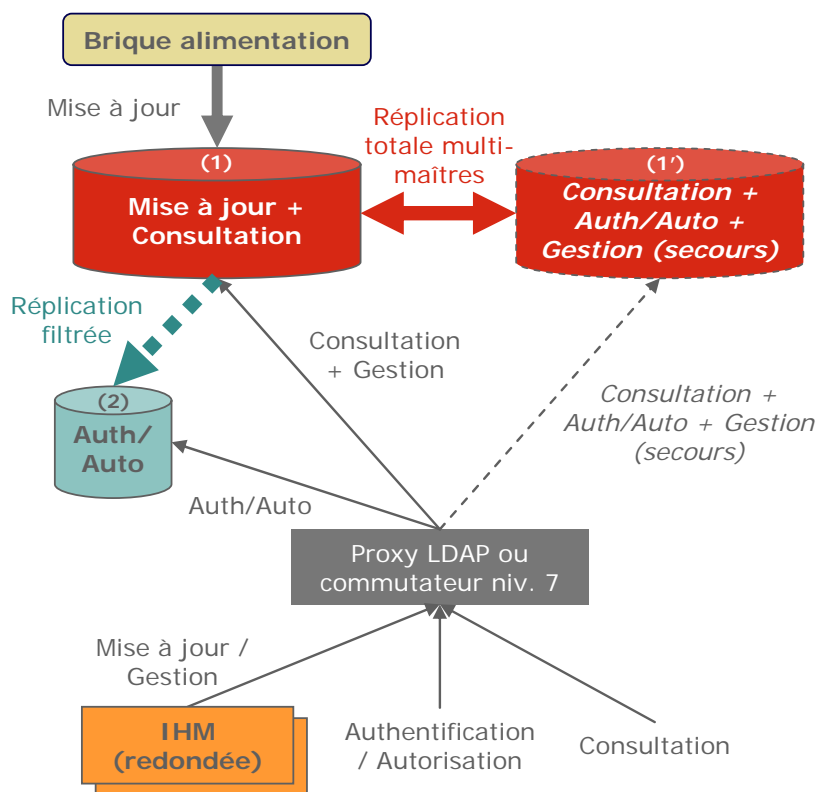 Brique alimentation
Mise à jour
Réplication
totale multi-
maîtres
(1)
Mise à jour +
Consultation
(1')
Consultation +
Auth/Auto +
Gestion (secours)
Réplication
filtrée
Consultation
+ Gestion
Consultation +
Auth/Auto + Gestion
(secours)
(2)
Auth/
Auto
Auth/Auto
Proxy LDAP ou
commutateur niv. 7
Mise à jour /
Gestion
IHM
(redondée)
Authentification
/ Autorisation
Consultation